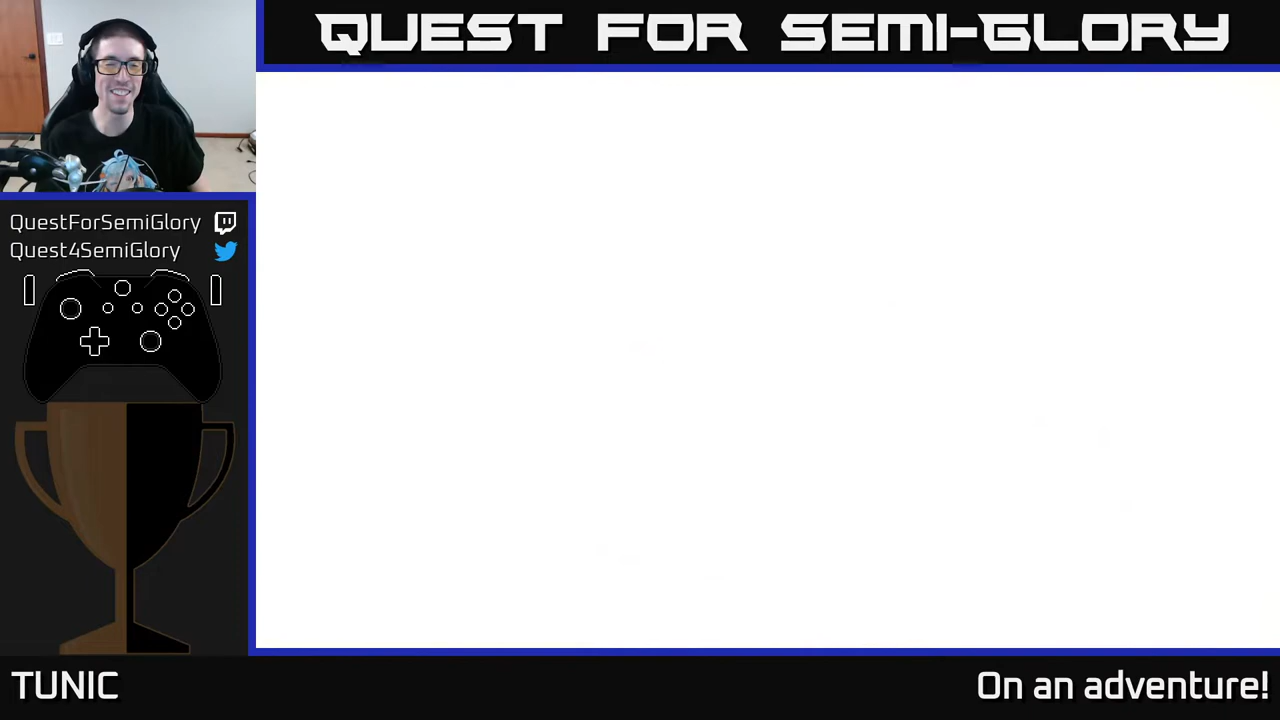 QUEST FOR SEMI-GLORY
QuestForSemiGlory
Quest4SemiGlory
TUNIC
On an adventure!